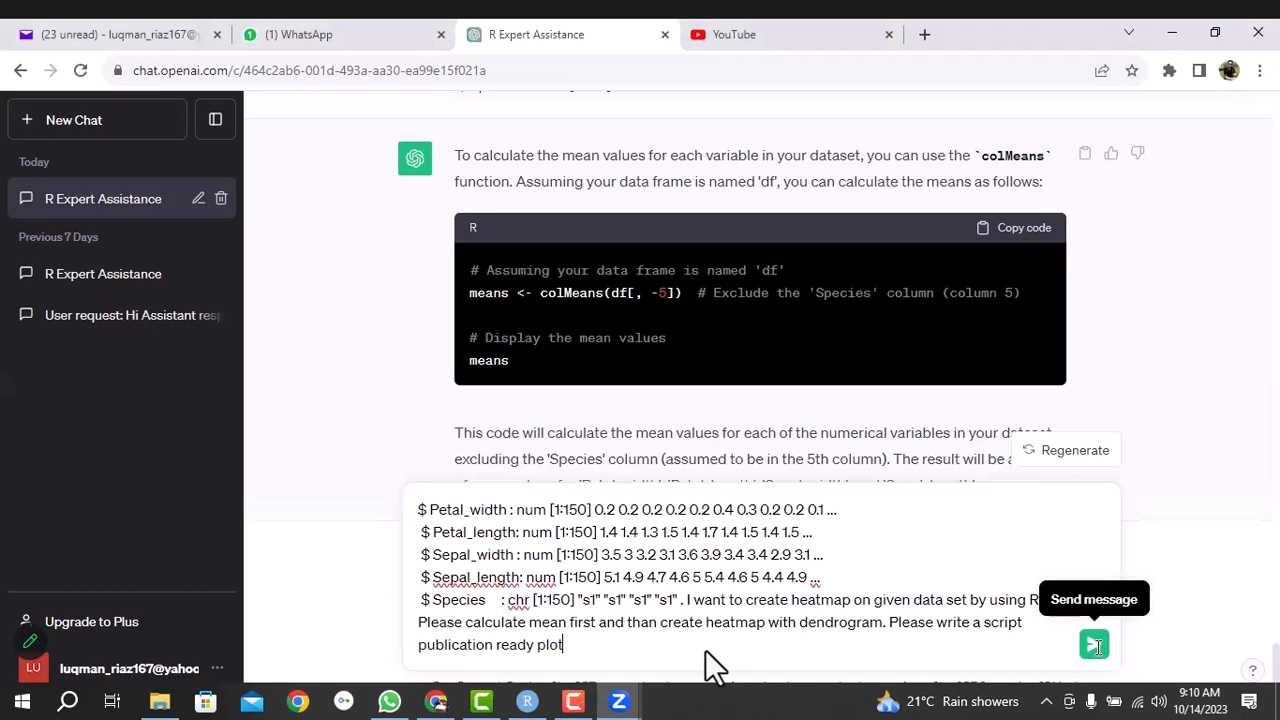 (23 unread) - luqman_riaz167@y
(1) WhatsApp
R Expert Assistance
YouTube
chat.openai.com/c/464c2ab6-001d-493a-aa30-ea99e15f021a
New Chat
Today
R Expert Assistance
Previous 7 Days
R Expert Assistance
User request: Hi Assistant resp
Upgrade to Plus
LU
luqman_riaz167@yahoo
To calculate the mean values for each variable in your dataset, you can use the `colMeans`
function. Assuming your data frame is named 'df', you can calculate the means as follows:
R
Copy code
# Assuming your data frame is named 'df'
means <- colMeans(df[, -5]) # Exclude the 'Species' column (column 5)
# Display the mean values
means
This code will calculate the mean values for each of the numerical variables in your dataset,
excluding the 'Species' column (assumed to be in the 5th column). The result will be a
Regenerate
$ Petal_width : num [1:150] 0.2 0.2 0.2 0.2 0.2 0.4 0.3 0.2 0.2 0.1 ...
$ Petal_length: num [1:150] 1.4 1.4 1.3 1.5 1.4 1.7 1.4 1.5 1.4 1.5 ...
$ Sepal_width : num [1:150] 3.5 3 3.2 3.1 3.6 3.9 3.4 3.4 2.9 3.1 ...
$ Sepal_length: num [1:150] 5.1 4.9 4.7 4.6 5 5.4 4.6 5 4.4 4.9 ...
$ Species : chr [1:150] "s1" "s1" "s1" "s1" . I want to create heatmap on given data set by using R
Please calculate mean first and than create heatmap with dendrogram. Please write a script
publication ready plot
Send message
?
21°C Rain showers
9:10 AM
10/14/2023